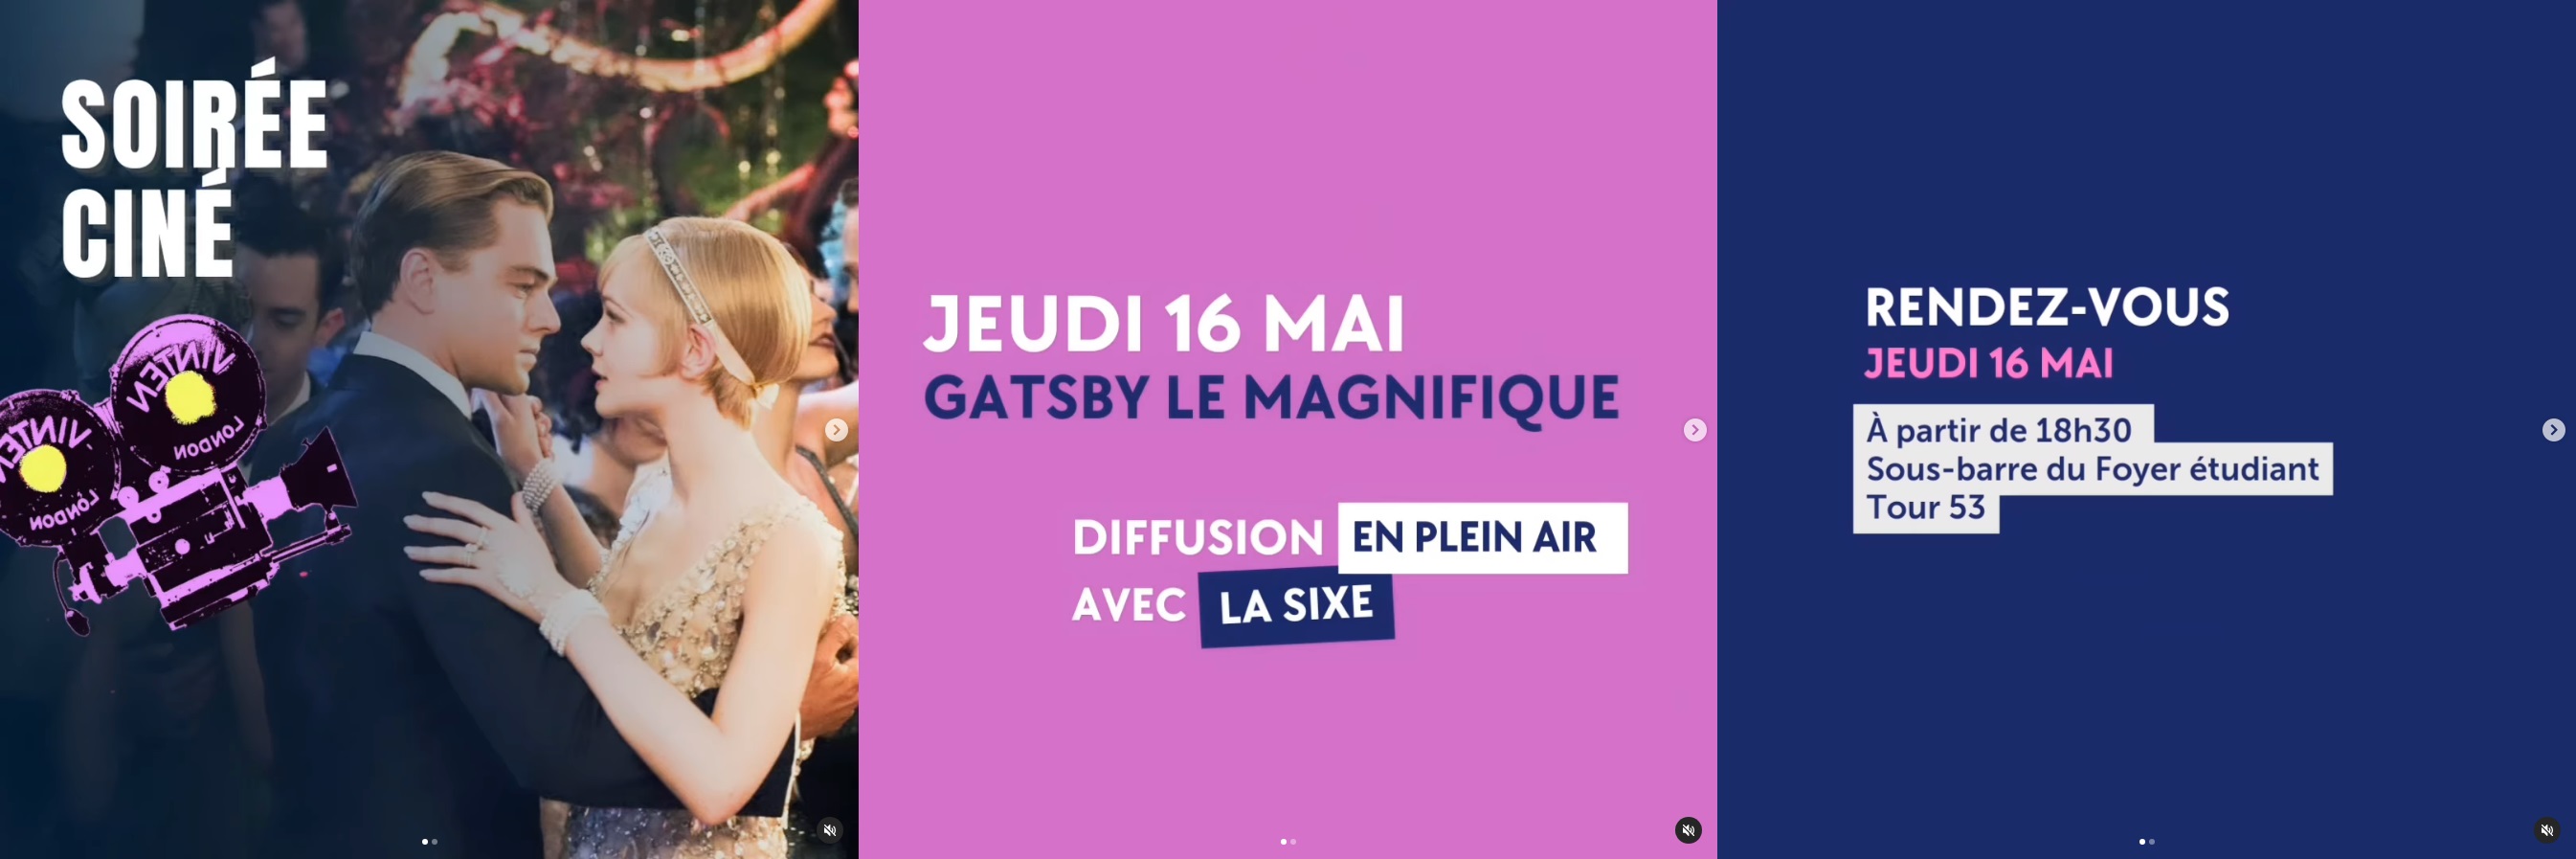 SOIRÉE
CINÉ
VINTEN
LONDON
VINTEN
LONDON
JEUDI 16 MAI
GATSBY LE MAGNIFIQUE
DIFFUSION EN PLEIN AIR
AVEC LA SIXE
RENDEZ-VOUS
JEUDI 16 MAI
À partir de 18h30
Sous-barre du Foyer étudiant
Tour 53